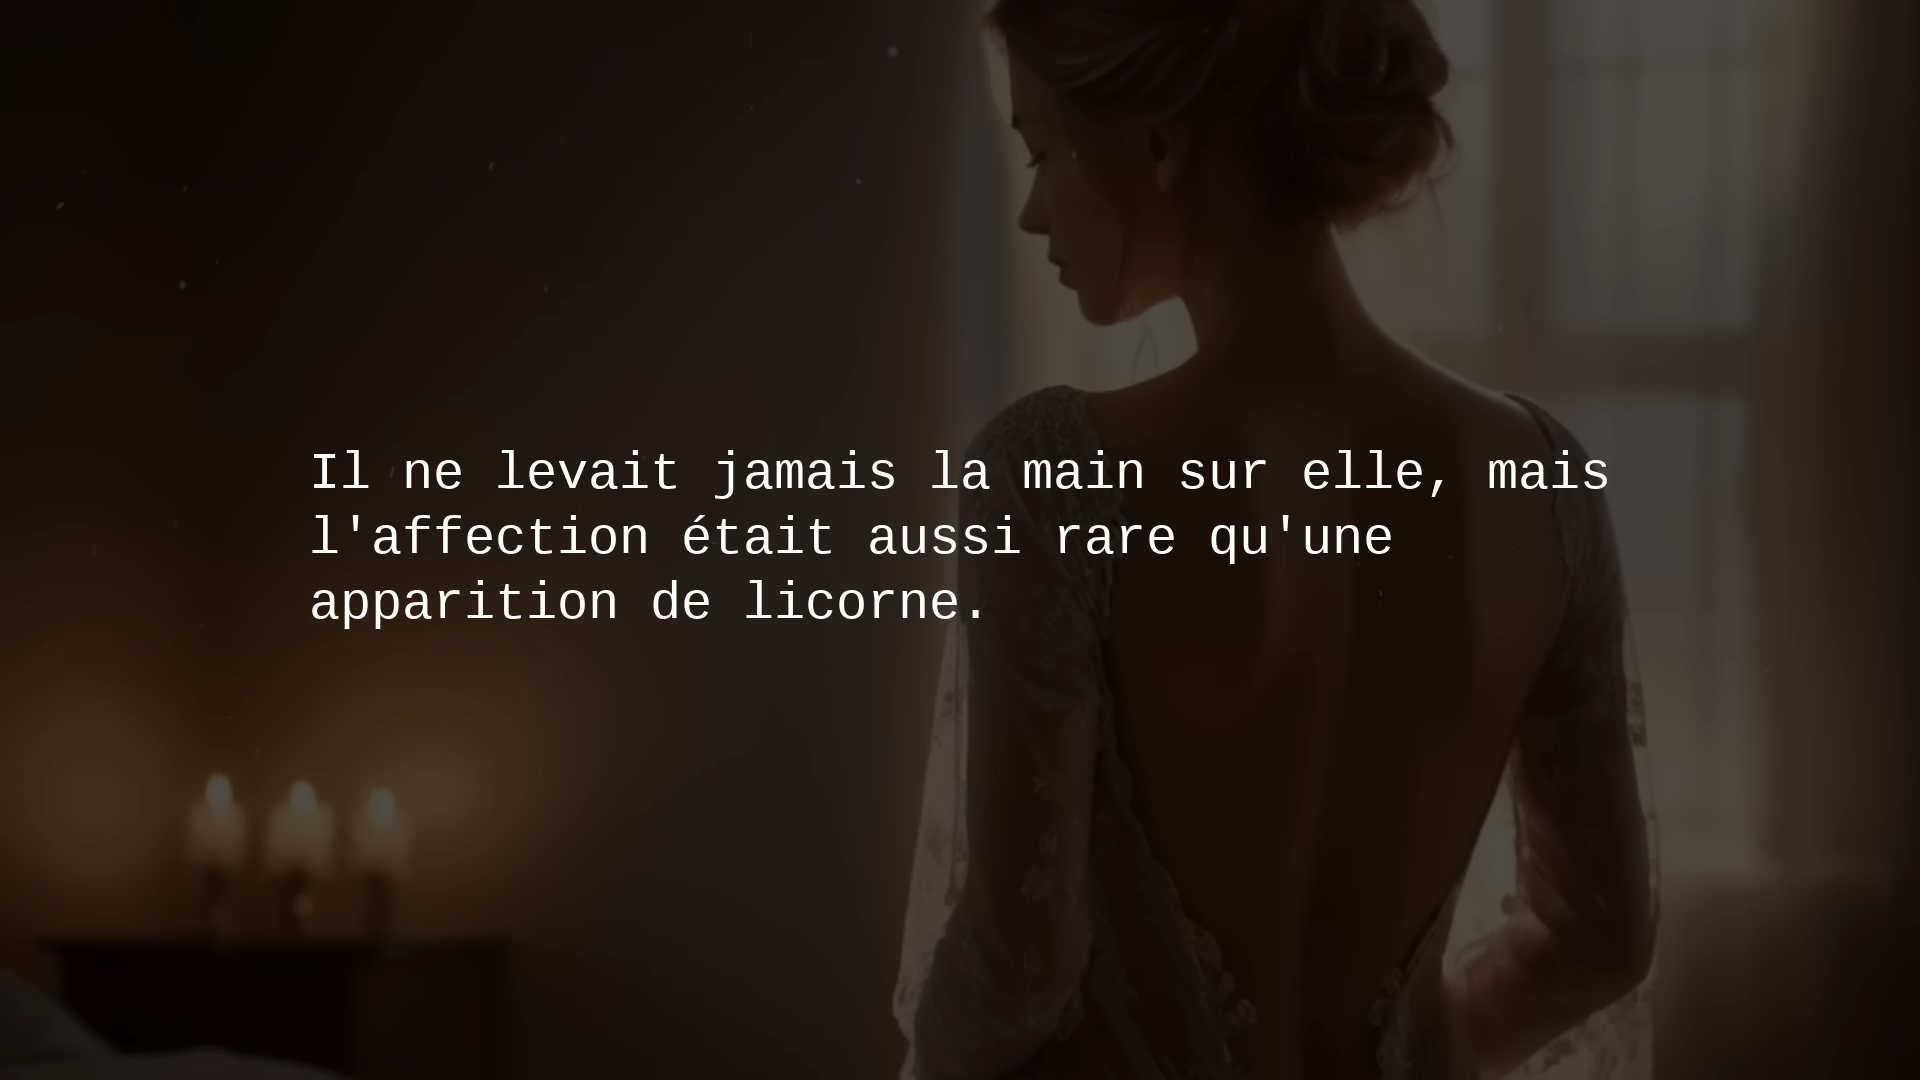 Il ne levait jamais la main sur elle, mais
l'affection était aussi rare qu'une
apparition de licorne.